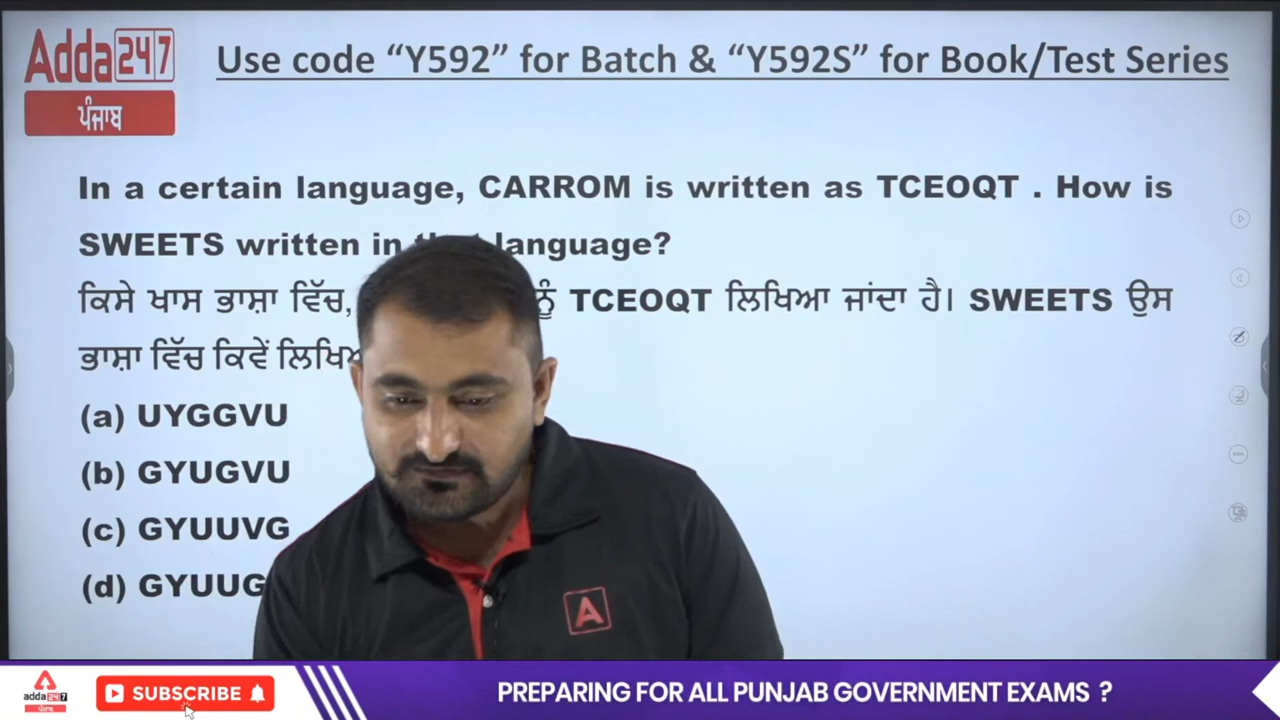 Adda247
ਪੰਜਾਬ
Use code “Y592” for Batch & “Y592S” for Book/Test Series
In a certain language, CARROM is written as TCEOQT . How is
SWEETS written in language?
ਕਿਸੇ ਖਾਸ ਭਾਸ਼ਾ ਵਿੱਚ, ਨੂੰ TCEOQT ਲਿਖਿਆ ਜਾਂਦਾ ਹੈ। SWEETS ਉਸ
ਭਾਸ਼ਾ ਵਿੱਚ ਕਿਵੇਂ
(a) UYGGVU
(b) GYUGVU
(c) GYUUVG
(d) GYUUG
A
adda247
ਪੰਜਾਬ
SUBSCRIBE
PREPARING FOR ALL PUNJAB GOVERNMENT EXAMS ?